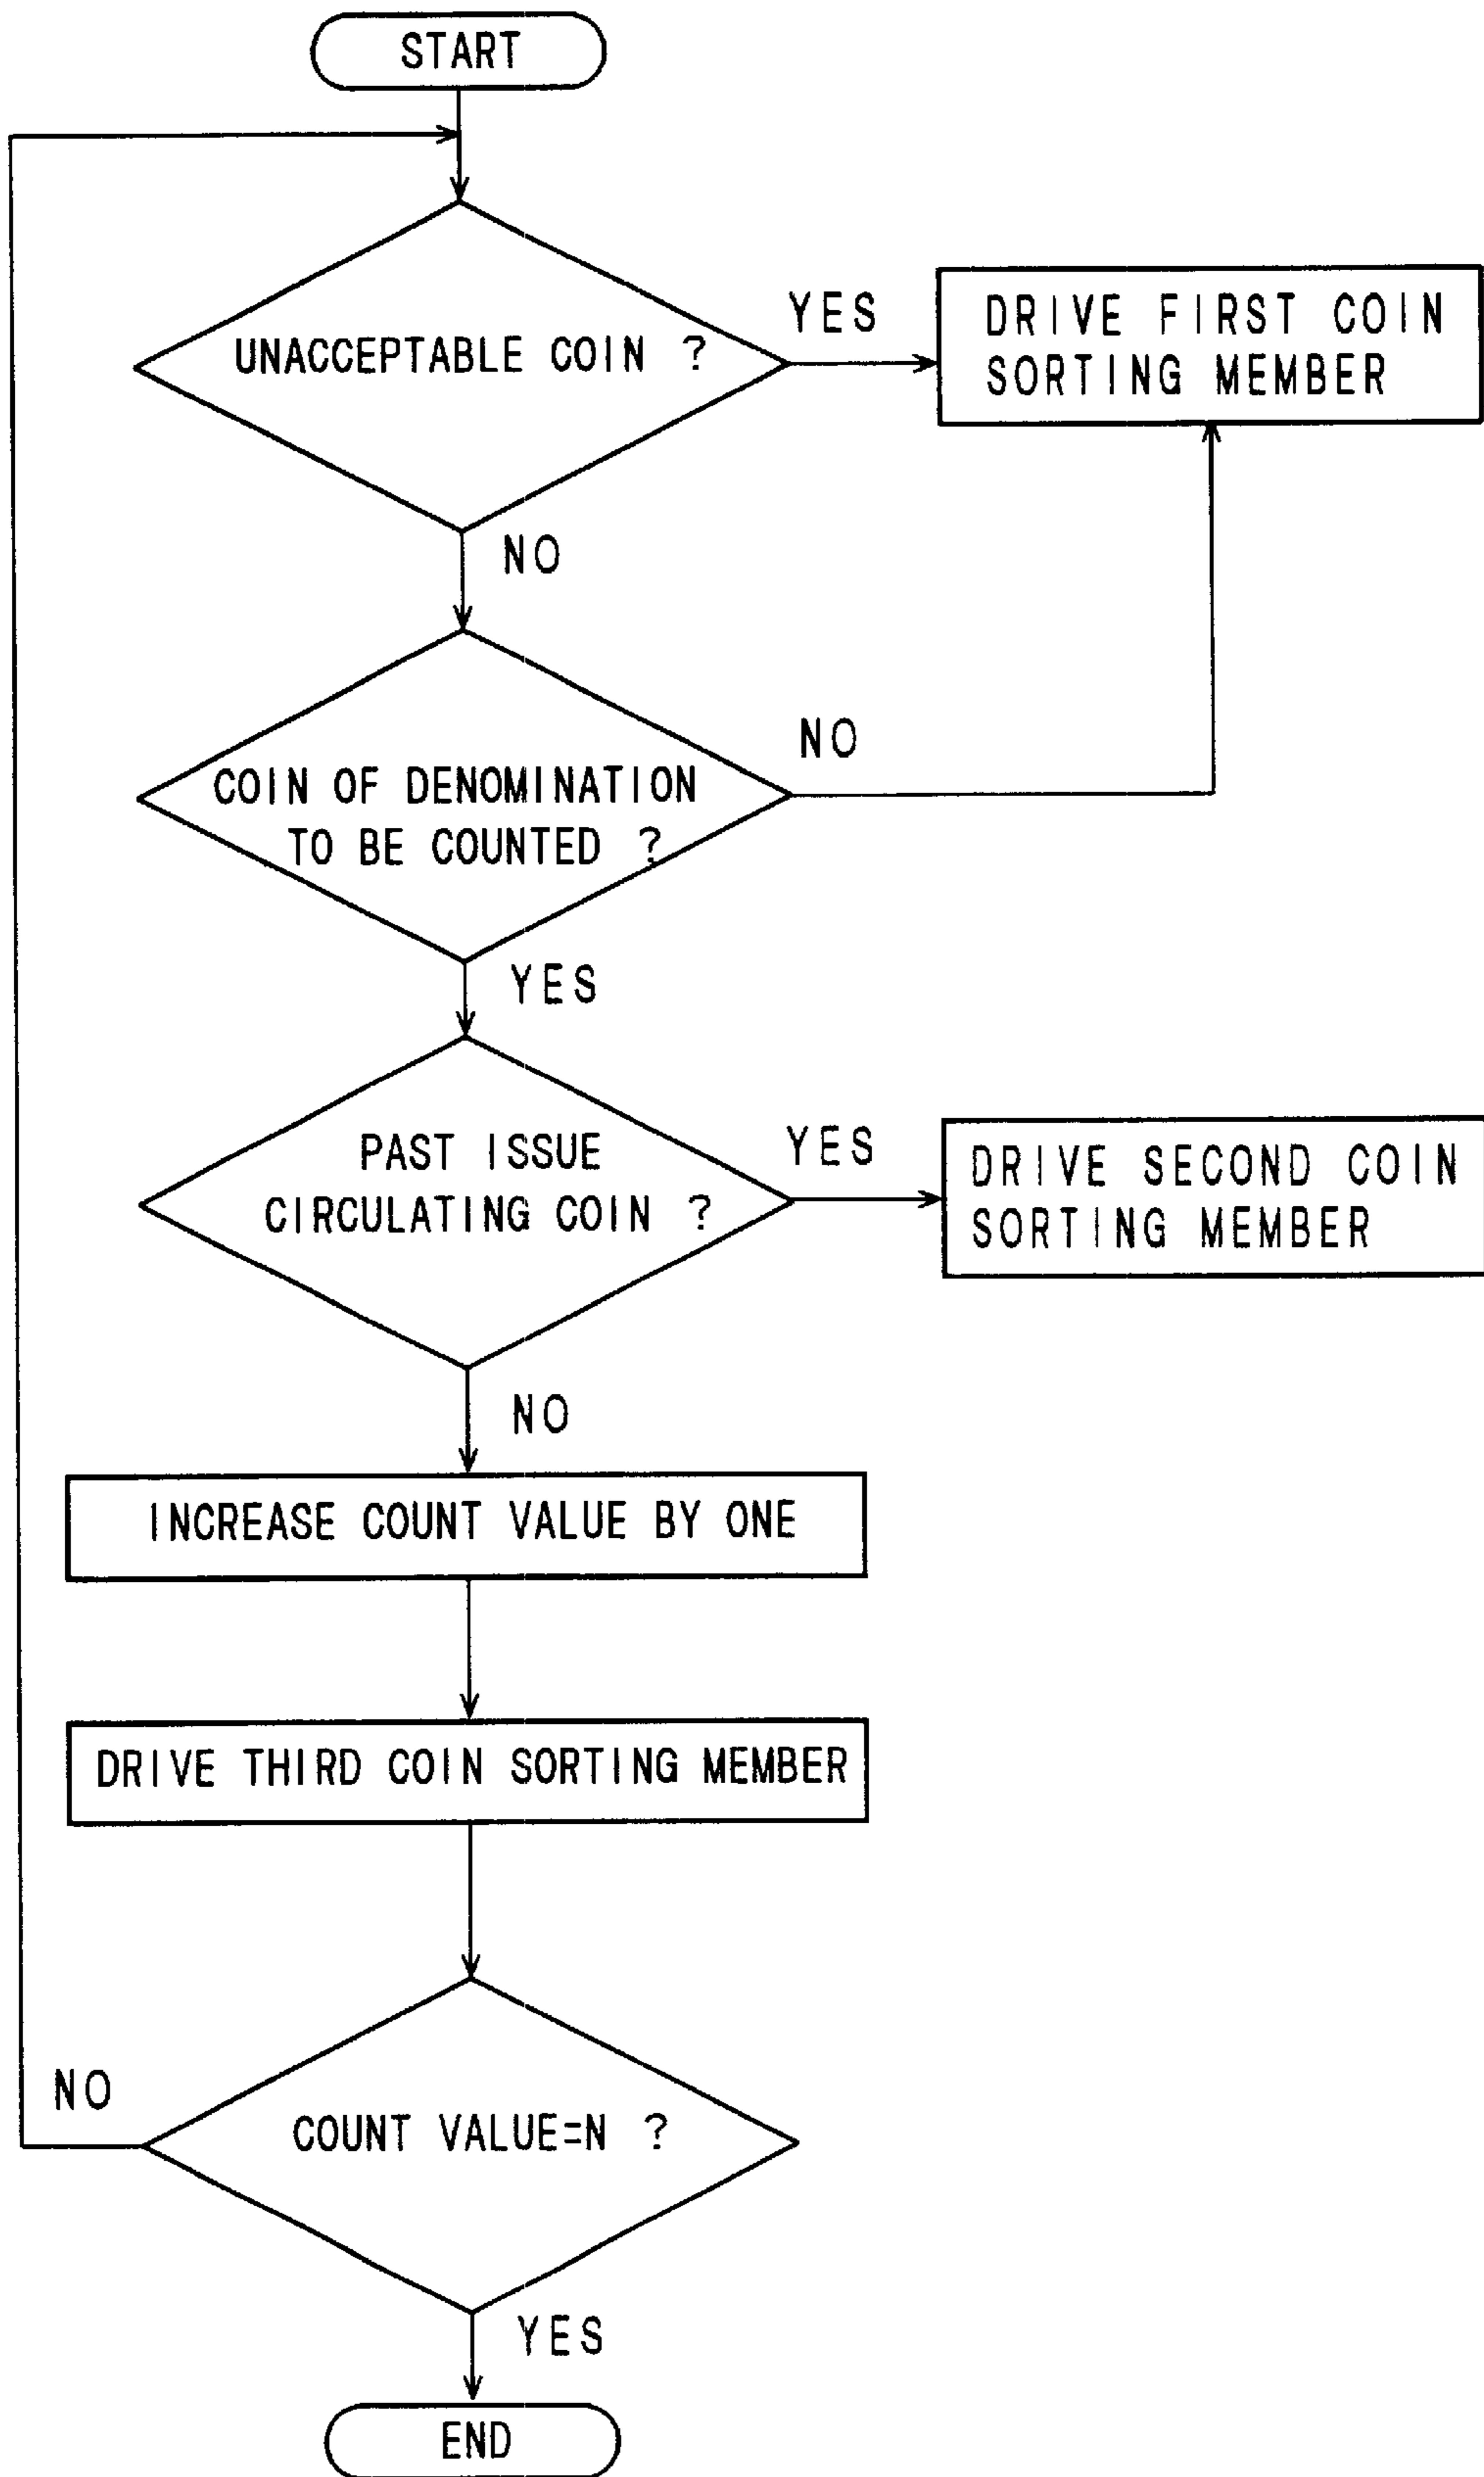 START
UNACCEPTABLE COIN ?
YES
DRIVE FIRST COIN
SORTING MEMBER
NO
COIN OF DENOMINATION
TO BE COUNTED ?
NO
YES
PAST ISSUE
CIRCULATING COIN ?
YES
DRIVE SECOND COIN
SORTING MEMBER
NO
INCREASE COUNT VALUE BY ONE
DRIVE THIRD COIN SORTING MEMBER
COUNT VALUE=N ?
NO
YES
END